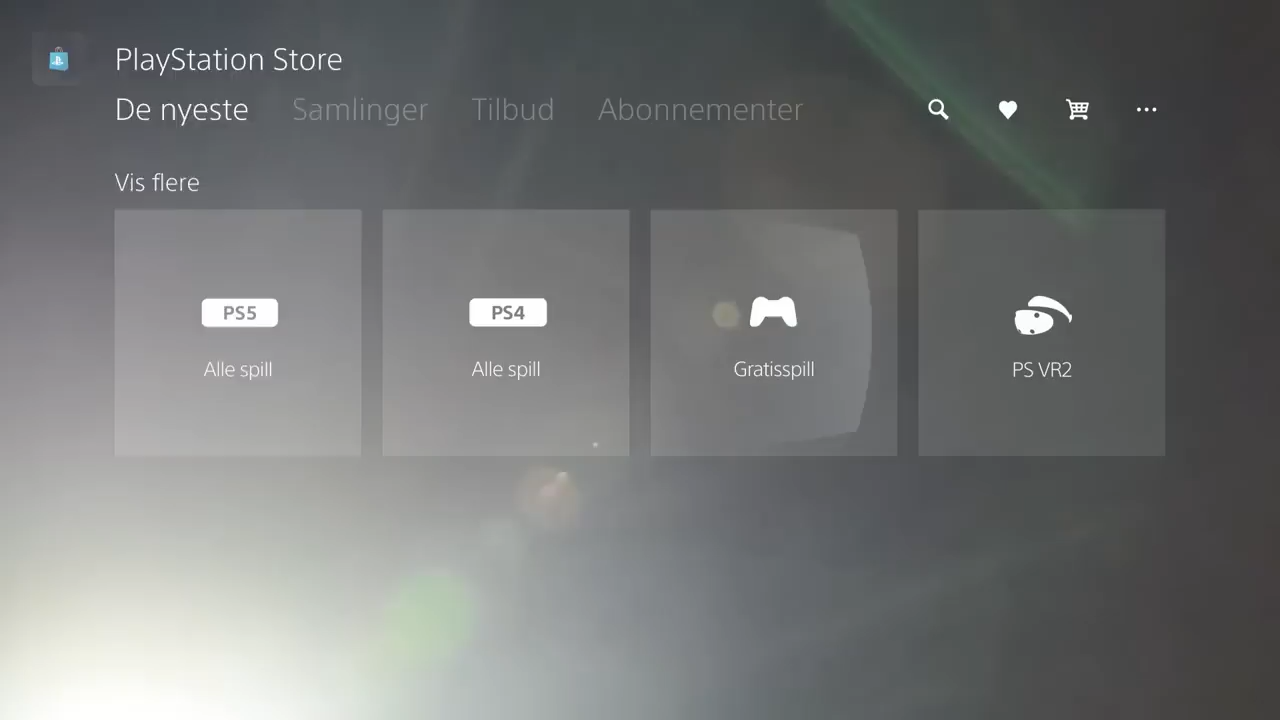 PlayStation Store
De nyeste Samlinger Tilbud Abonnementer
Vis flere
PS5 PS4
Alle spill Alle spill Gratisspill PS VR2